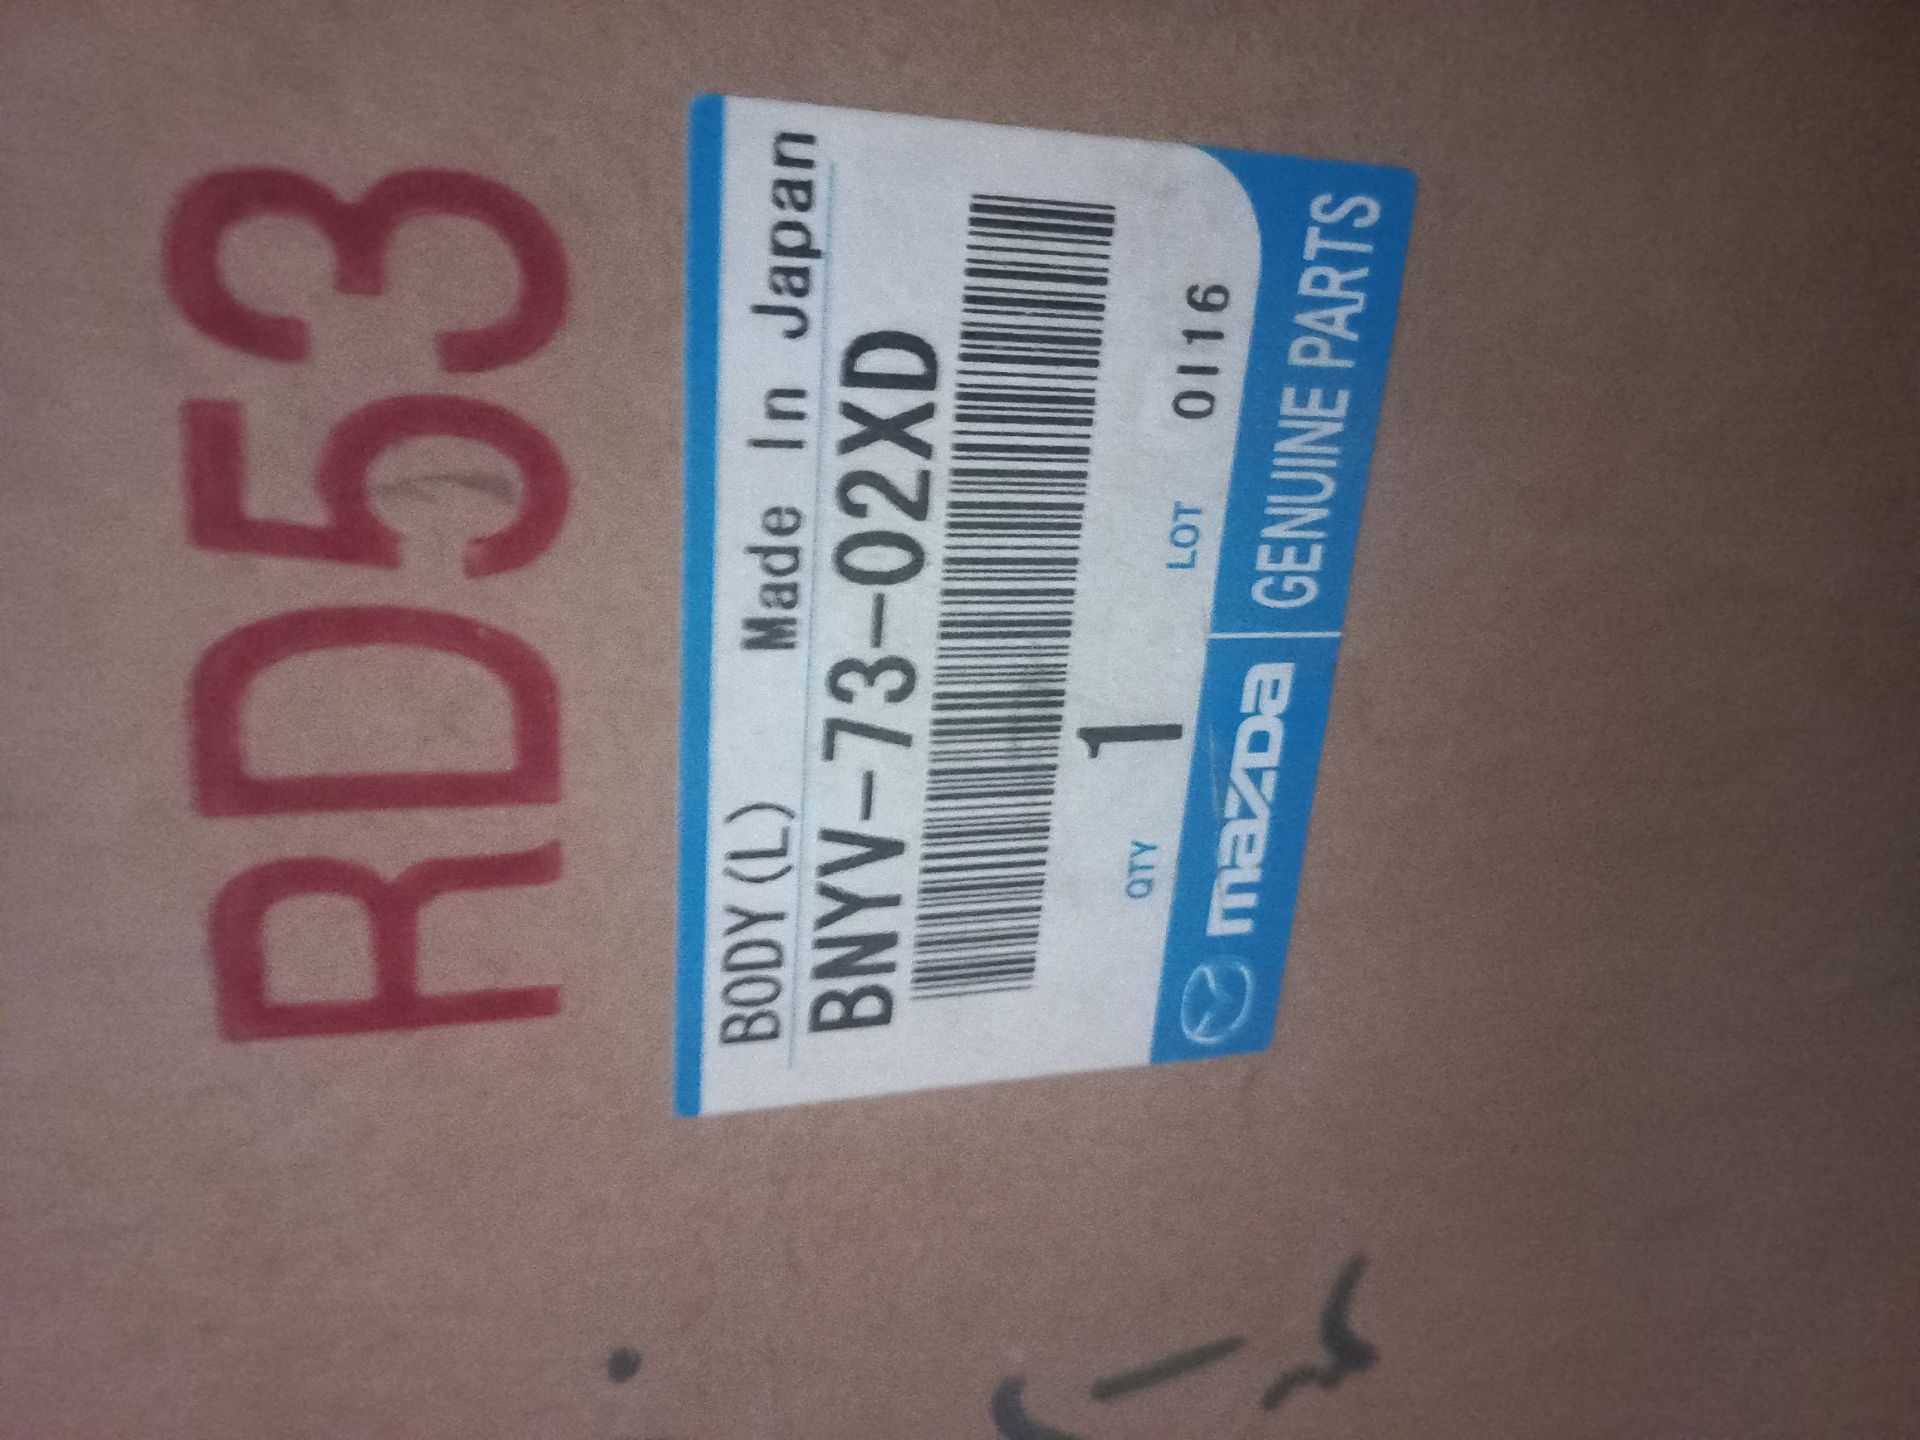 RD53
BODY (L) Made In Japan
BNYV-73-02XD
QTY 1 LOT 0116
mazda GENUINE PARTS